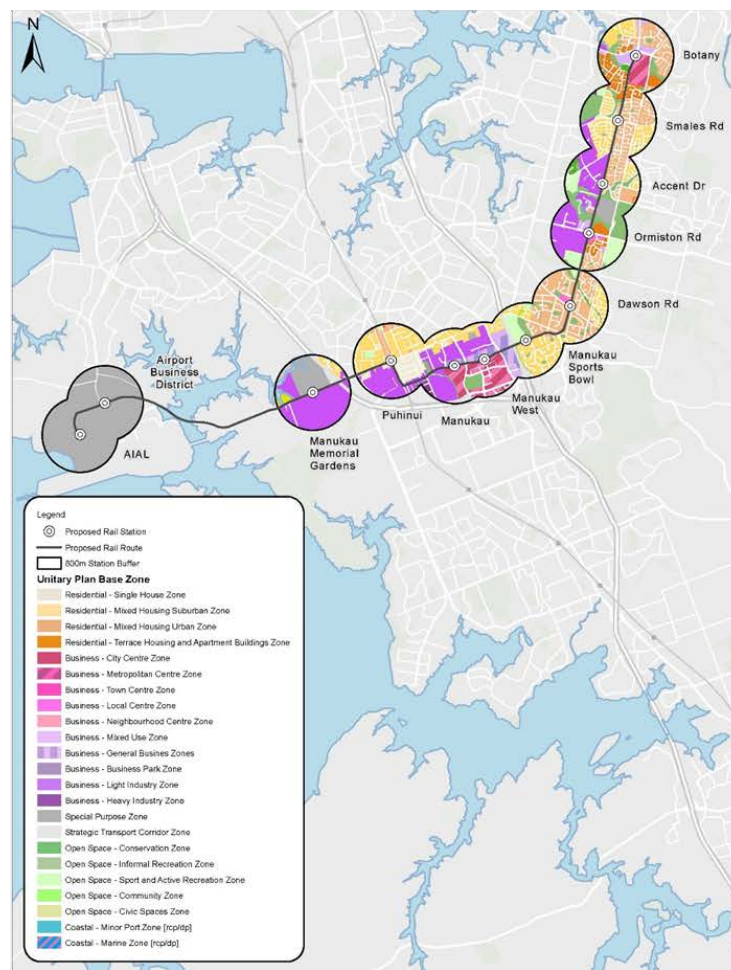 N
Botany
Smales Rd
Accent Dr
Ormiston Rd
Dawson Rd
Manukau
Sports
Bowl
Manukau
West
Manukau
Puhinui
Manukau
Memorial
Gardens
Airport
Business
District
AIAL
Legend
Proposed Rail Station
Proposed Rail Route
800m Station Buffer
Unitary Plan Base Zone
Residential - Single House Zone
Residential - Mixed Housing Suburban Zone
Residential - Mixed Housing Urban Zone
Residential - Terrace Housing and Apartment Buildings Zone
Business - City Centre Zone
Business - Metropolitan Centre Zone
Business - Town Centre Zone
Business - Local Centre Zone
Business - Neighbourhood Centre Zone
Business - Mixed Use Zone
Business - General Busines Zones
Business - Business Park Zone
Business - Light Industry Zone
Business - Heavy Industry Zone
Special Purpose Zone
Strategic Transport Corridor Zone
Open Space - Conservation Zone
Open Space - Informal Recreation Zone
Open Space - Sport and Active Recreation Zone
Open Space - Community Zone
Open Space - Civic Spaces Zone
Coastal - Minor Port Zone [rcp/dp]
Coastal - Marine Zone [rcp/dp]